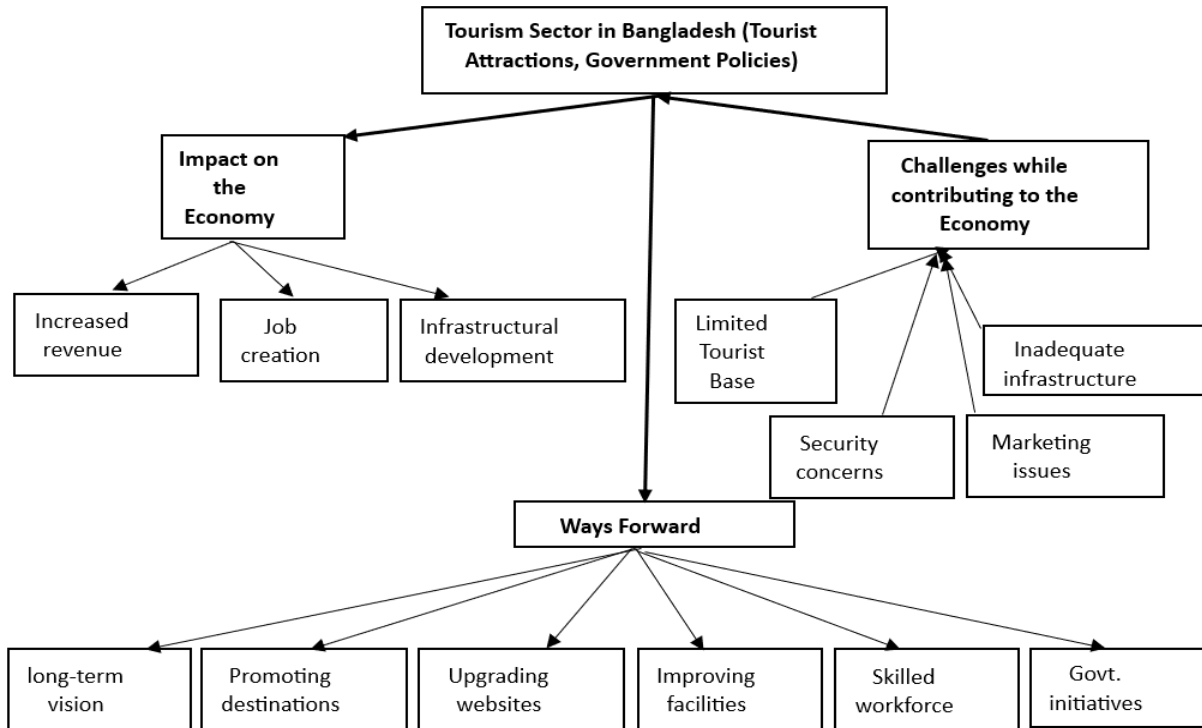 Tourism Sector in Bangladesh (Tourist
Attractions, Government Policies)
Impact on
the
Economy
Challenges while
contributing to the
Economy
Increased
revenue
Job
creation
Infrastructural
development
Limited
Tourist
Base
Inadequate
infrastructure
Security
concerns
Marketing
issues
Ways Forward
long-term
vision
Promoting
destinations
Upgrading
websites
Improving
facilities
Skilled
workforce
Govt.
initiatives